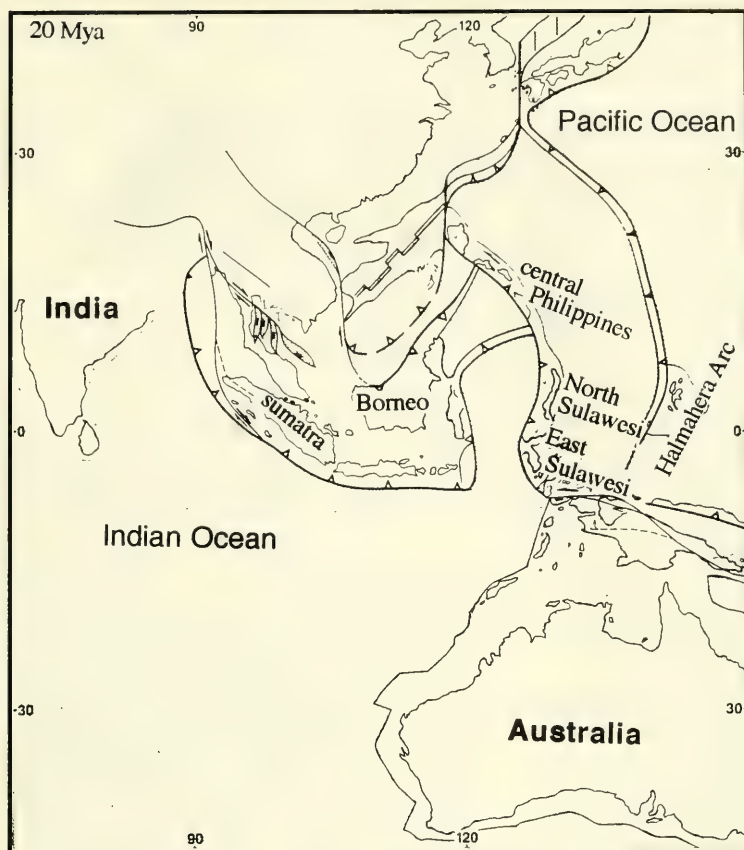 20 Mya
90
120
Pacific Ocean
-30
30
central
Philippines
India
North
Sulawesi
Halmahera Arc
Borneo
sumatra
-0
0
East
Sulawesi
Indian Ocean
-30
30
Australia
90
120